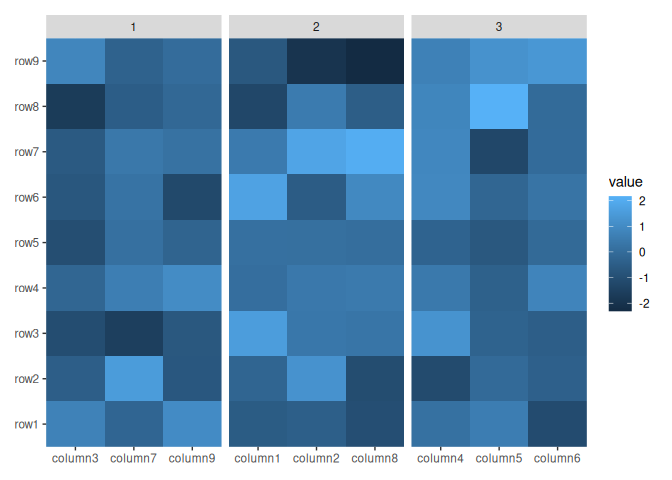 1 2 3
row9
row8
row7
row6
row5
row4
row3
row2
row1
column3 column7 column9 column1 column2 column8 column4 column5 column6
value
2
1
0
-1
-2